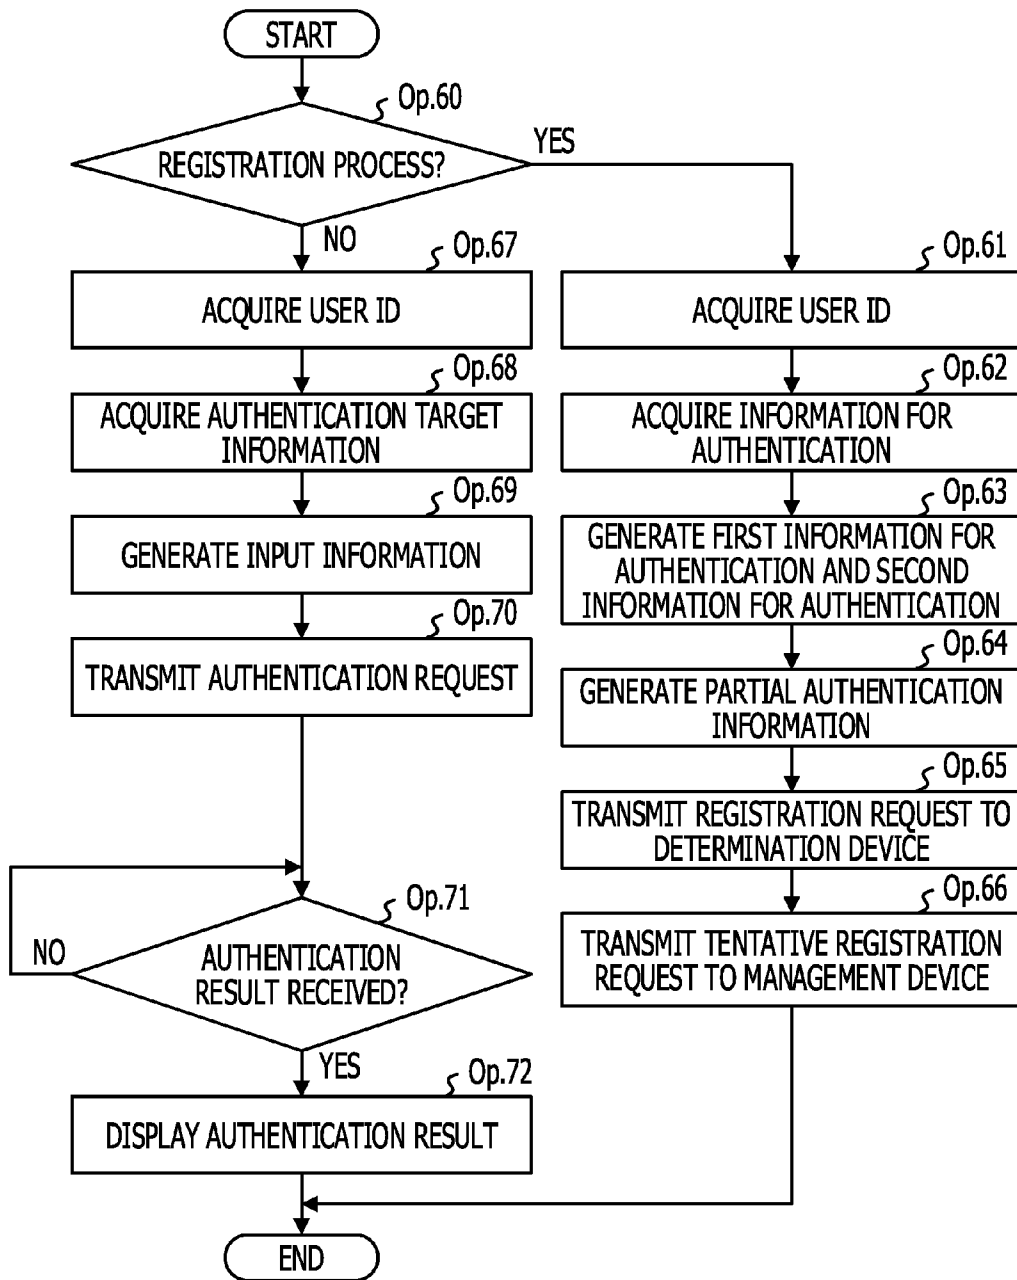 START
Op.60
REGISTRATION PROCESS?
YES
NO
Op.67
ACQUIRE USER ID
Op.68
ACQUIRE AUTHENTICATION TARGET
INFORMATION
Op.69
GENERATE INPUT INFORMATION
Op.70
TRANSMIT AUTHENTICATION REQUEST
Op.71
AUTHENTICATION
RESULT RECEIVED?
NO
YES
Op.72
DISPLAY AUTHENTICATION RESULT
Op.61
ACQUIRE USER ID
Op.62
ACQUIRE INFORMATION FOR
AUTHENTICATION
Op.63
GENERATE FIRST INFORMATION FOR
AUTHENTICATION AND SECOND
INFORMATION FOR AUTHENTICATION
Op.64
GENERATE PARTIAL AUTHENTICATION
INFORMATION
Op.65
TRANSMIT REGISTRATION REQUEST TO
DETERMINATION DEVICE
Op.66
TRANSMIT TENTATIVE REGISTRATION
REQUEST TO MANAGEMENT DEVICE
END